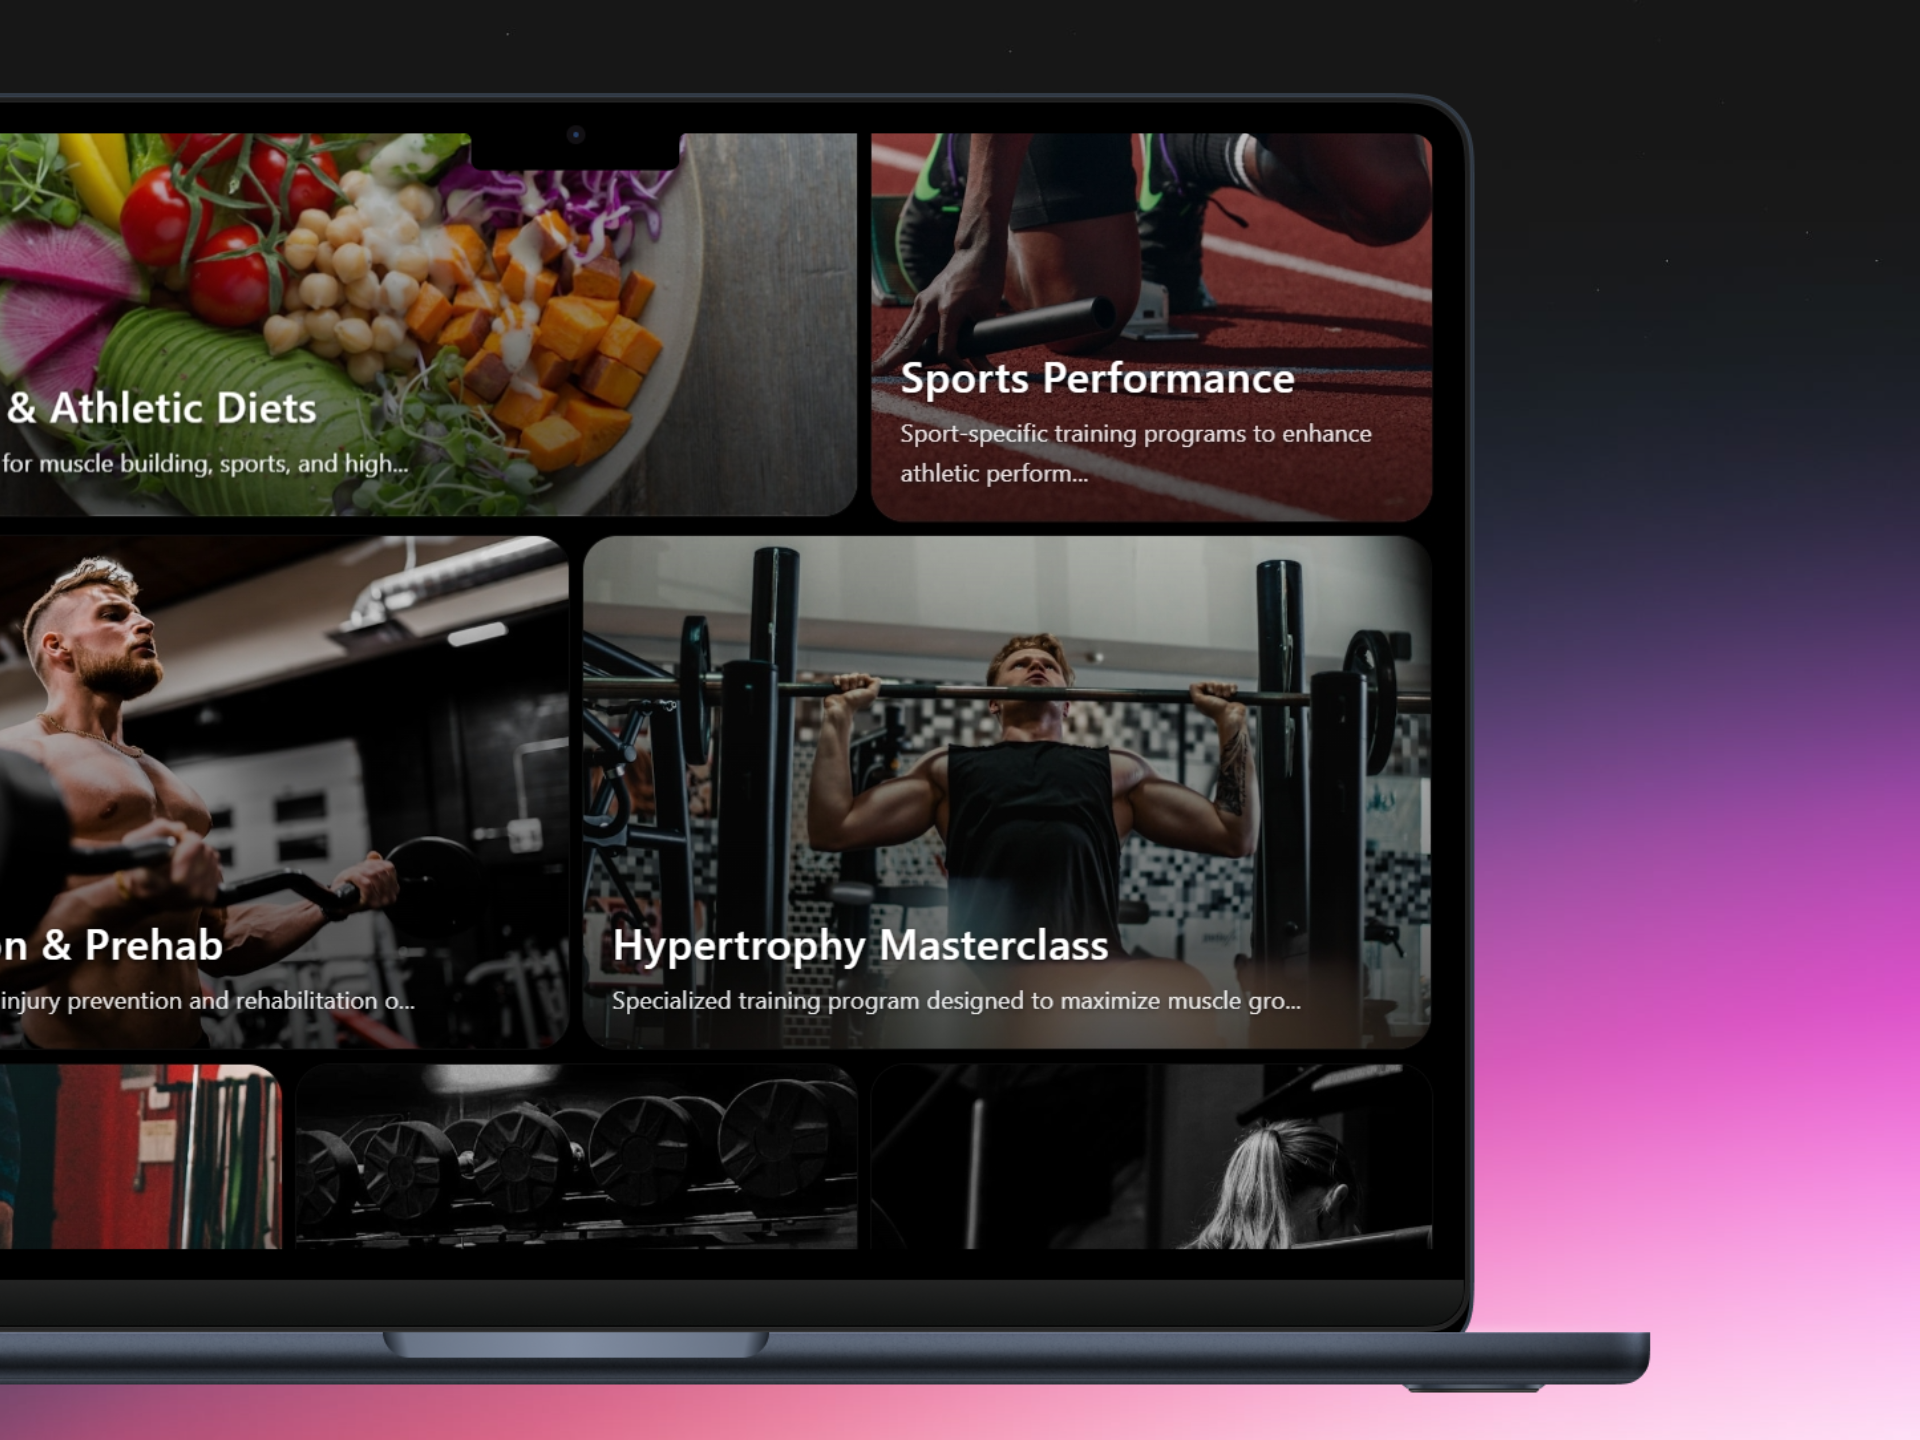 & Athletic Diets
for muscle building, sports, and high...
Sports Performance
Sport-specific training programs to enhance
athletic perform...
on & Prehab
injury prevention and rehabilitation o...
Hypertrophy Masterclass
Specialized training program designed to maximize muscle gro...